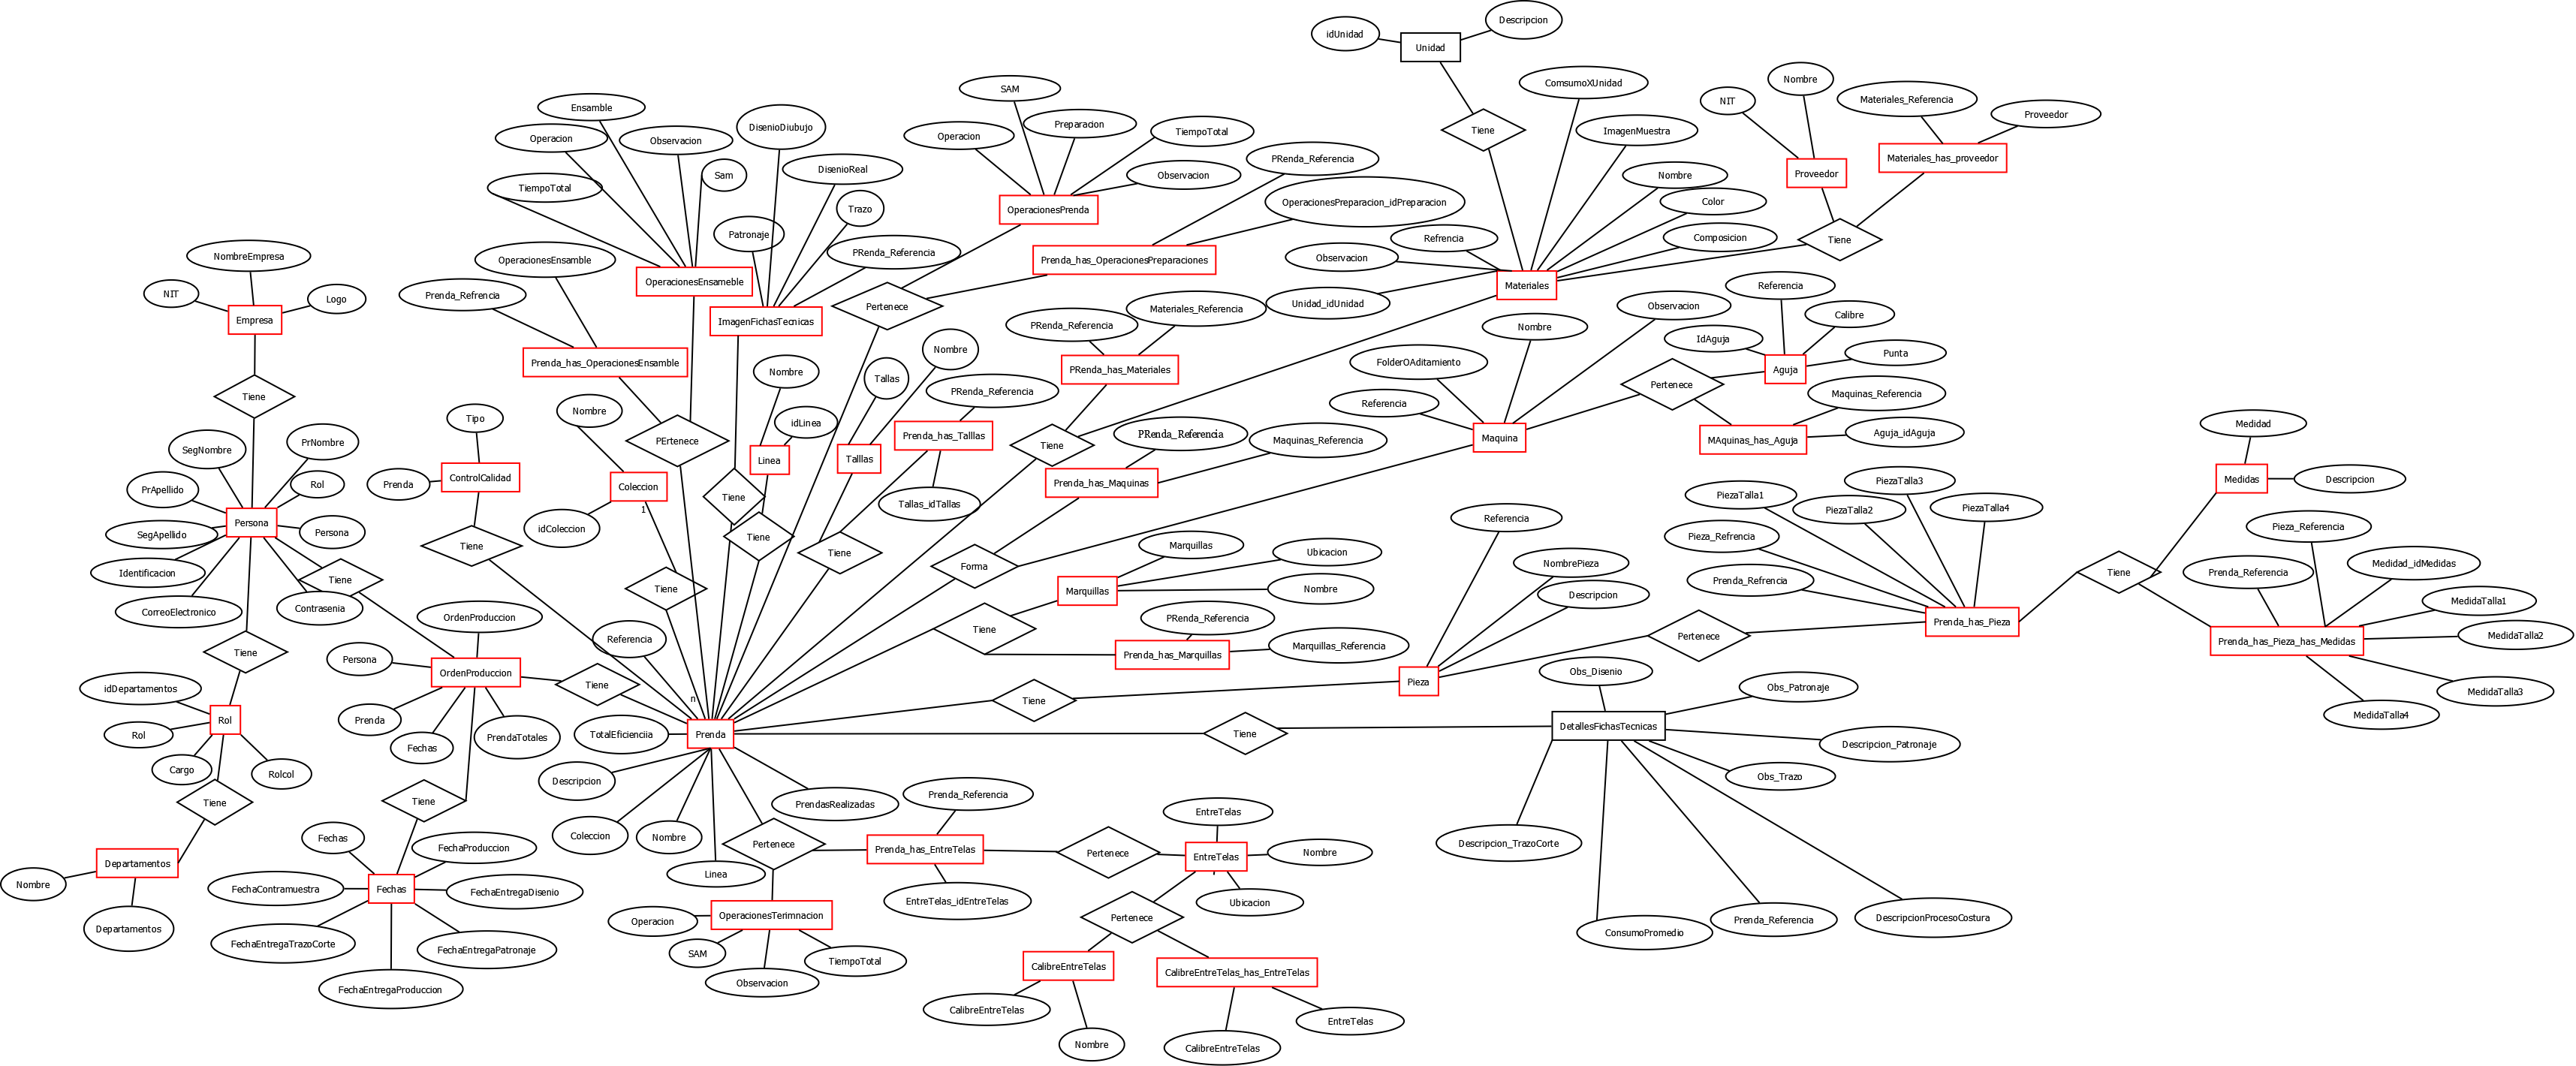 Descripcion
idUnidad
Unidad
ComsumoXUnidad
Nombre
SAM
NIT
Materiales_Referencia
Ensamble
Proveedor
DisenioDiubujo
Preparacion
Tiene
ImagenMuestra
TiempoTotal
Operacion
Operacion
Observacion
PRenda_Referencia
Materiales_has_proveedor
DisenioReal
Proveedor
Sam
Observacion
Nombre
TiempoTotal
Color
OperacionesPreparacion_idPreparacion
Trazo
OperacionesPrenda
Patronaje
Composicion
Refrencia
Tiene
PRenda_Referencia
NombreEmpresa
Observacion
OperacionesEnsamble
Prenda_has_OperacionesPreparaciones
OperacionesEnsameble
Referencia
Materiales
NIT
Prenda_Refrencia
Logo
Unidad_idUnidad
Pertenece
Observacion
Materiales_Referencia
Calibre
Empresa
ImagenFichasTecnicas
PRenda_Referencia
Nombre
IdAguja
Nombre
Punta
Prenda_has_OperacionesEnsamble
FolderOAditamiento
PRenda_has_Materiales
Aguja
Nombre
Tallas
Pertenece
PRenda_Referencia
Maquinas_Referencia
Tiene
Referencia
Nombre
Tipo
idLinea
Medidad
Aguja_idAguja
PRenda_Referencia
Prenda_has_Talllas
Maquina
MAquinas_has_Aguja
PErtenece
Maquinas_Referencia
PrNombre
Tiene
SegNombre
Talllas
Linea
ControlCalidad
Medidas
Descripcion
PiezaTalla3
Prenda
Rol
Prenda_has_Maquinas
Coleccion
PrApellido
PiezaTalla1
Tiene
Tallas_idTallas
PiezaTalla4
PiezaTalla2
1
Referencia
Persona
Pieza_Referencia
idColeccion
Persona
SegApellido
Pieza_Refrencia
Tiene
Marquillas
Tiene
Tiene
Ubicacion
NombrePieza
Medidad_idMedidas
Forma
Identificacion
Tiene
Prenda_Referencia
Tiene
Prenda_Refrencia
Tiene
Marquillas
Nombre
Descripcion
MedidaTalla1
Contrasenia
CorreoElectronico
OrdenProduccion
PRenda_Referencia
Prenda_has_Pieza
Tiene
Referencia
Pertenece
MedidaTalla2
Prenda_has_Pieza_has_Medidas
Marquillas_Referencia
Tiene
Prenda_has_Marquillas
Persona
Obs_Disenio
OrdenProduccion
Pieza
Tiene
idDepartamentos
Obs_Patronaje
MedidaTalla3
n
Tiene
MedidaTalla4
Rol
Prenda
DetallesFichasTecnicas
Rol
TotalEficienciia
Prenda
Tiene
PrendaTotales
Descripcion_Patronaje
Fechas
Cargo
Rolcol
Obs_Trazo
Descripcion
Prenda_Referencia
Tiene
Tiene
PrendasRealizadas
EntreTelas
Coleccion
Nombre
Fechas
Pertenece
Descripcion_TrazoCorte
FechaProduccion
Prenda_has_EntreTelas
Pertenece
Nombre
EntreTelas
Departamentos
Linea
Nombre
Fechas
FechaContramuestra
FechaEntregaDisenio
EntreTelas_idEntreTelas
Ubicacion
OperacionesTerimnacion
Pertenece
Prenda_Referencia
DescripcionProcesoCostura
Operacion
Departamentos
ConsumoPromedio
FechaEntregaTrazoCorte
FechaEntregaPatronaje
SAM
TiempoTotal
CalibreEntreTelas
CalibreEntreTelas_has_EntreTelas
Observacion
FechaEntregaProduccion
CalibreEntreTelas
EntreTelas
Nombre
CalibreEntreTelas